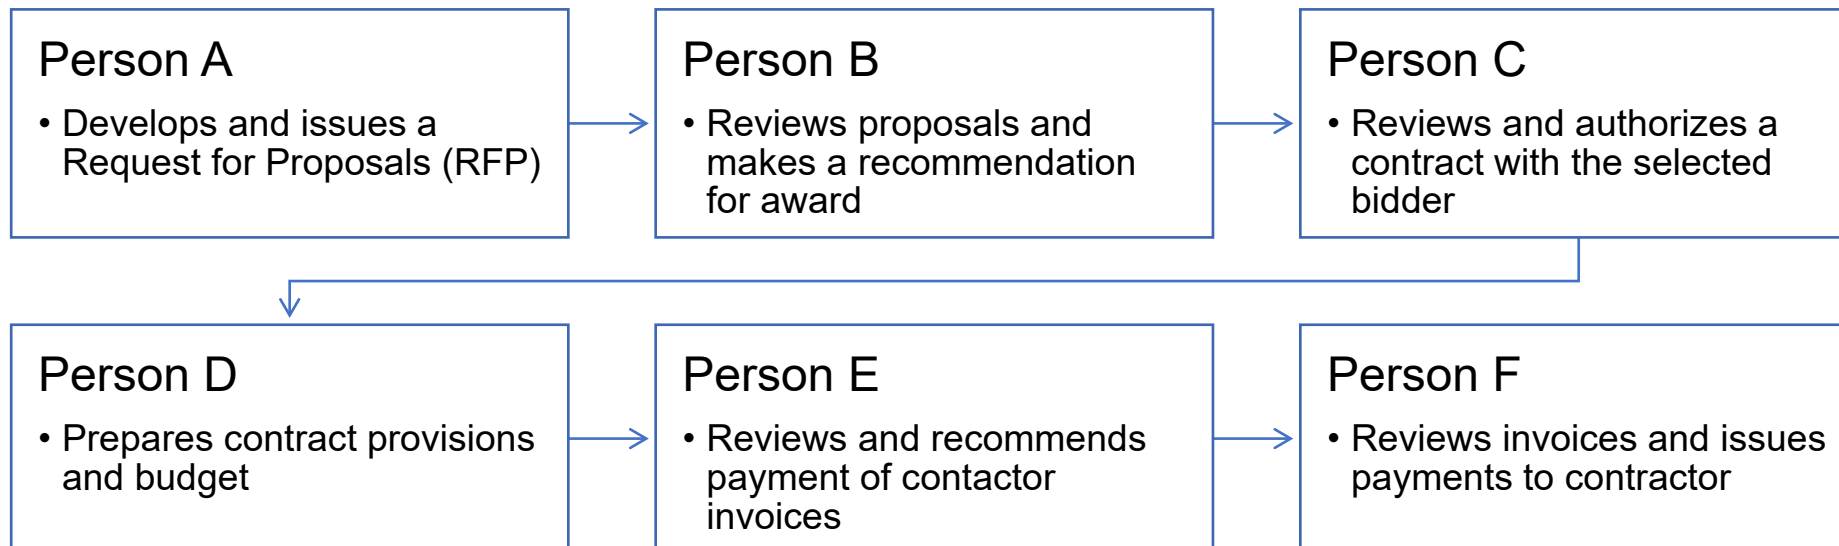 Person A
• Develops and issues a
Request for Proposals (RFP)
Person B
• Reviews proposals and
makes a recommendation
for award
Person C
• Reviews and authorizes a
contract with the selected
bidder
Person D
• Prepares contract provisions
and budget
Person E
• Reviews and recommends
payment of contactor
invoices
Person F
• Reviews invoices and issues
payments to contractor